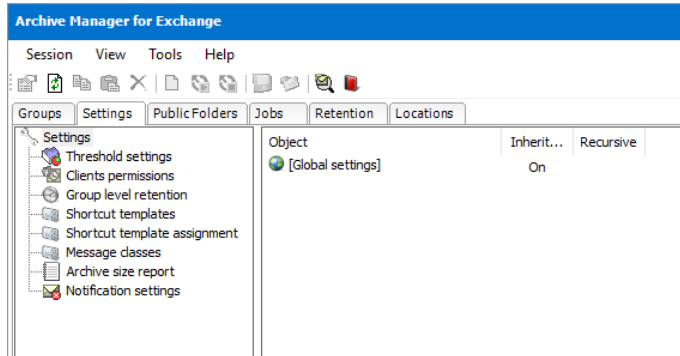 Archive Manager for Exchange
Session View Tools Help
Groups Settings PublicFolders Jobs Retention Locations
Settings
Threshold settings
Clients permissions
Group level retention
Shortcut templates
Shortcut template assignment
Message classes
Archive size report
Notification settings
Object Inherit... Recursive
[Global settings] On